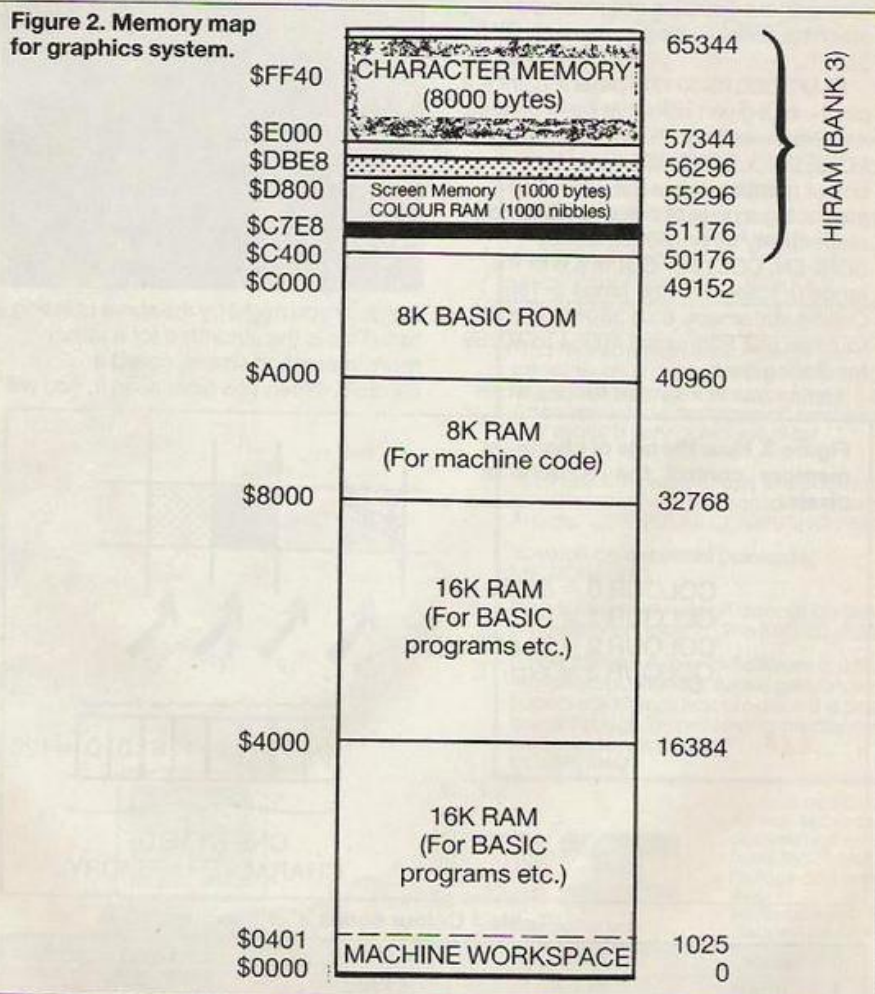 Figure 2. Memory map
for graphics system.
65344
$FF40
CHARACTER MEMORY
(8000 bytes)
$E000
57344
$DBE8
56296
$D800
Screen Memory (1000 bytes)
55296
COLOUR RAM (1000 nibbles)
$C7E8
51176
$C400
50176
$C000
49152
HIRAM (BANK 3)
8K BASIC ROM
$A000
40960
8K RAM
(For machine code)
$8000
32768
16K RAM
(For BASIC
programs etc.)
$4000
16384
16K RAM
(For BASIC
programs etc.)
$0401
1025
MACHINE WORKSPACE
$0000
0